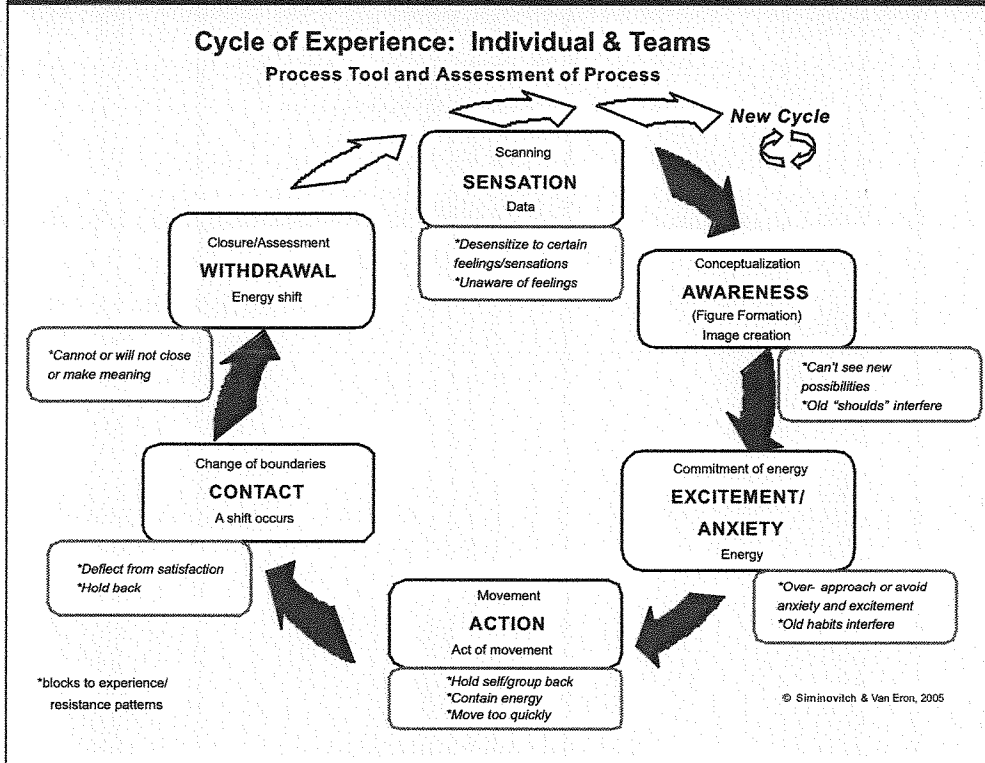 Cycle of Experience: Individual & Teams
Process Tool and Assessment of Process
New Cycle
Scanning
SENSATION
Data
*Desensitize to certain
feelings/sensations
*Unaware of feelings
Conceptualization
AWARENESS
(Figure Formation)
Image creation
*Can't see new
possibilities
*Old "shoulds" interfere
Commitment of energy
EXCITEMENT/
ANXIETY
Energy
*Over- approach or avoid
anxiety and excitement
*Old habits interfere
Movement
ACTION
Act of movement
*Hold self/group back
*Contain energy
*Move too quickly
Change of boundaries
CONTACT
A shift occurs
*Deflect from satisfaction
*Hold back
Closure/Assessment
WITHDRAWAL
Energy shift
*Cannot or will not close
or make meaning
*blocks to experience/
resistance patterns
© Siminovitch & Van Eron, 2005